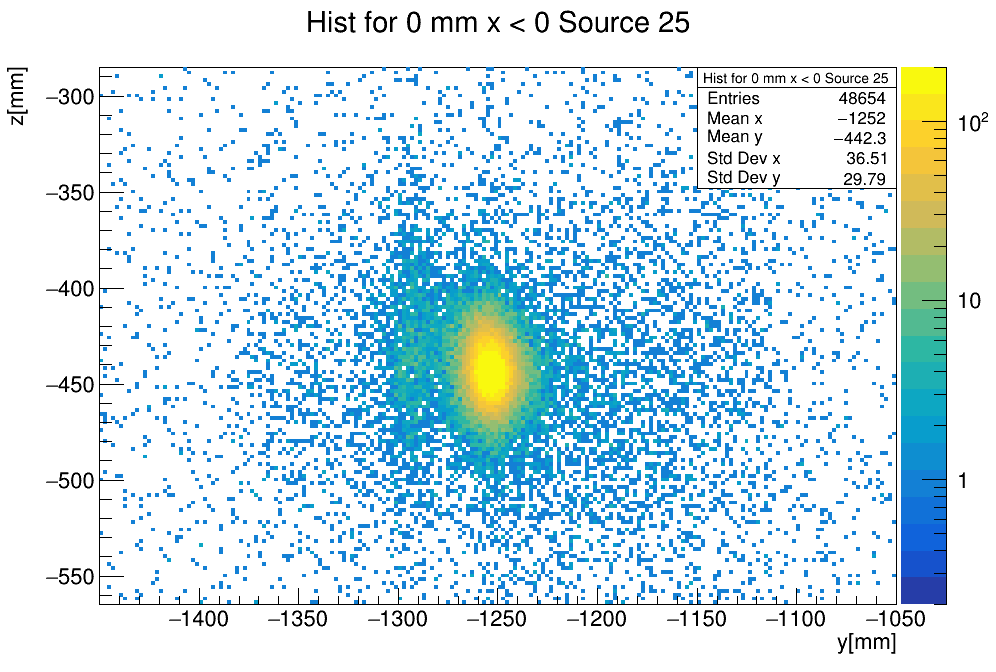 Hist for 0 mm x < 0 Source 25
z[mm]
Hist for 0 mm x < 0 Source 25
Entries 48654
Mean x −1252
Mean y −442.3
Std Dev x 36.51
Std Dev y 29.79
−300
−350
−400
−450
−500
−550
10²
10
1
−1400 −1350 −1300 −1250 −1200 −1150 −1100 −1050
y[mm]